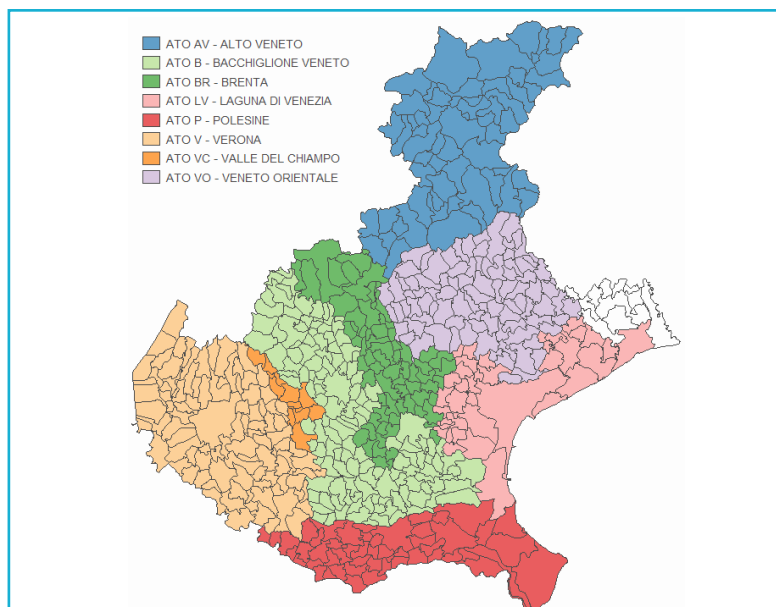 ATO AV - ALTO VENETO
ATO B - BACCHIGLIONE VENETO
ATO BR - BRENTA
ATO LV - LAGUNA DI VENEZIA
ATO P - POLESINE
ATO V - VERONA
ATO VC - VALLE DEL CHIAMPO
ATO VO - VENETO ORIENTALE